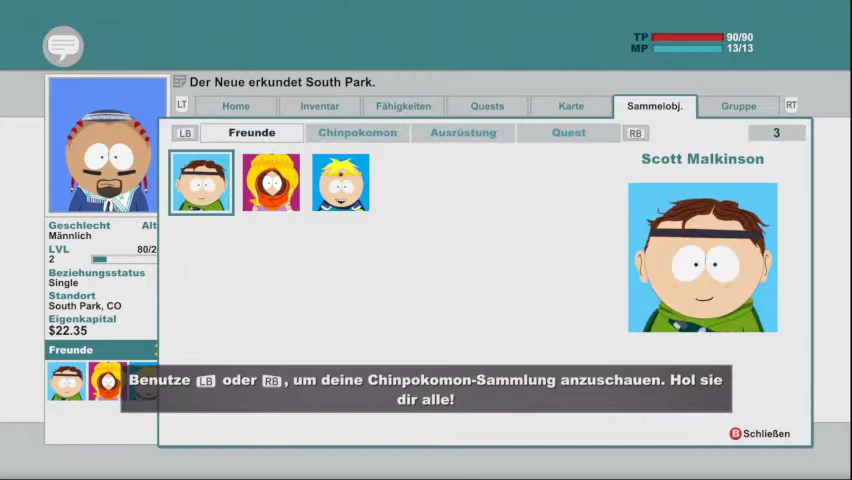 TP 90/90
MP 13/13
Der Neue erkundet South Park.
LT Home Inventar Fähigkeiten Quests Karte Sammelobj. Gruppe RT
LB Freunde Chinpokomon Ausrüstung Quest RB 3
Scott Malkinson
Geschlecht Alt
Männlich
LVL 80/2
2
Beziehungsstatus
Single
Standort
South Park, CO
Eigenkapital
$22.35
Freunde
Benutze LB oder RB, um deine Chinpokomon-Sammlung anzuschauen. Hol sie
dir alle!
B Schließen